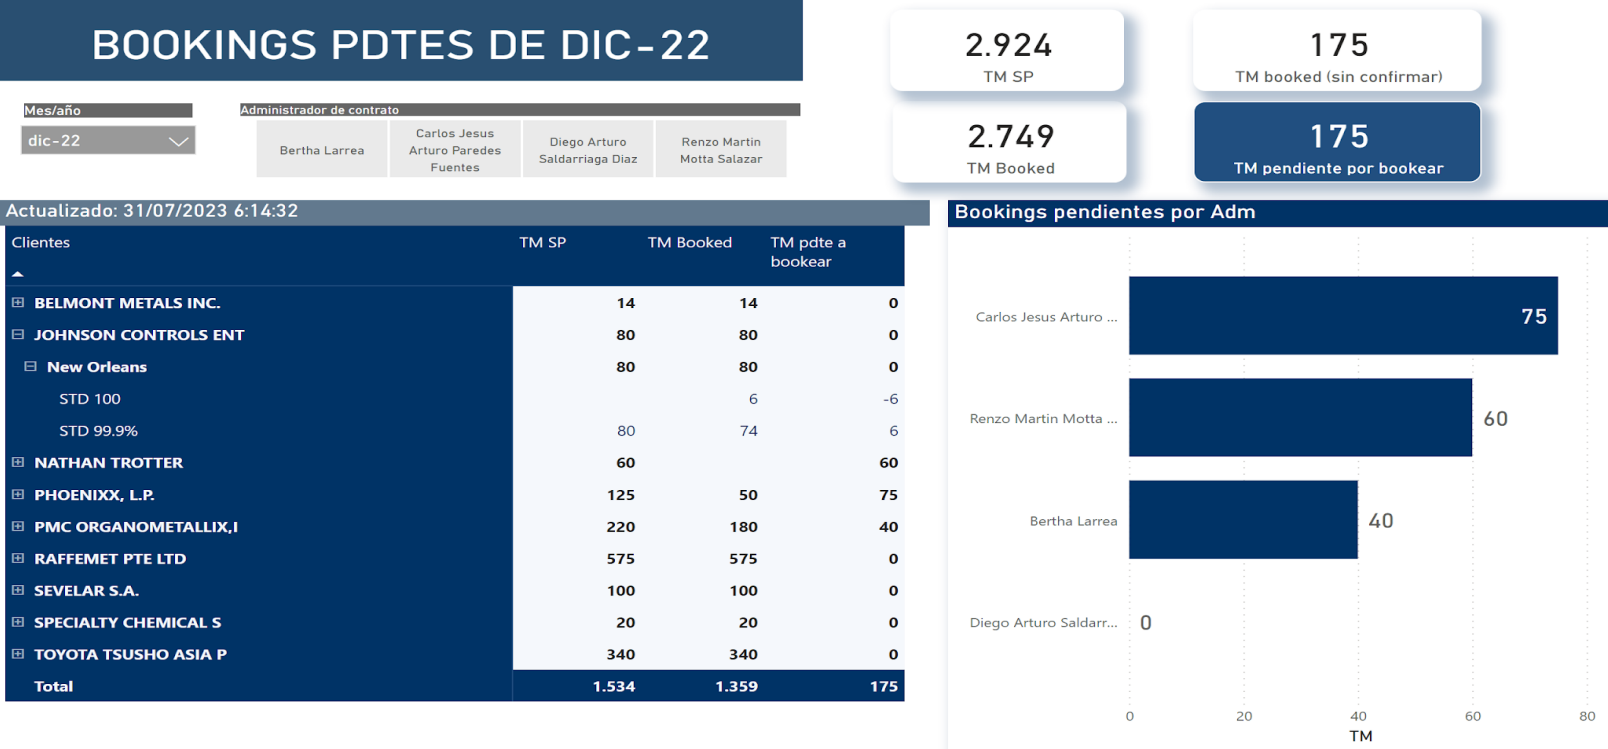 BOOKINGS PDTES DE DIC-22
2.924
TM SP
175
TM booked (sin confirmar)
2.749
TM Booked
175
TM pendiente por bookear
Mes/año
dic-22
Administrador de contrato
Bertha Larrea
Carlos Jesus
Arturo Paredes
Fuentes
Diego Arturo
Saldarriaga Diaz
Renzo Martin
Motta Salazar
Actualizado: 31/07/2023 6:14:32
Clientes TM SP TM Booked TM pdte a
bookear
BELMONT METALS INC. 14 14 0
JOHNSON CONTROLS ENT 80 80 0
New Orleans 80 80 0
STD 100 6 -6
STD 99.9% 80 74 6
NATHAN TROTTER 60 60
PHOENIXX, L.P. 125 50 75
PMC ORGANOMETALLIX,I 220 180 40
RAFFEMET PTE LTD 575 575 0
SEVELAR S.A. 100 100 0
SPECIALTY CHEMICAL S 20 20 0
TOYOTA TSUSHO ASIA P 340 340 0
Total 1.534 1.359 175
Bookings pendientes por Adm
Carlos Jesus Arturo ... 75
Renzo Martin Motta ... 60
Bertha Larrea 40
Diego Arturo Saldarr... 0
0 20 40 60 80
TM